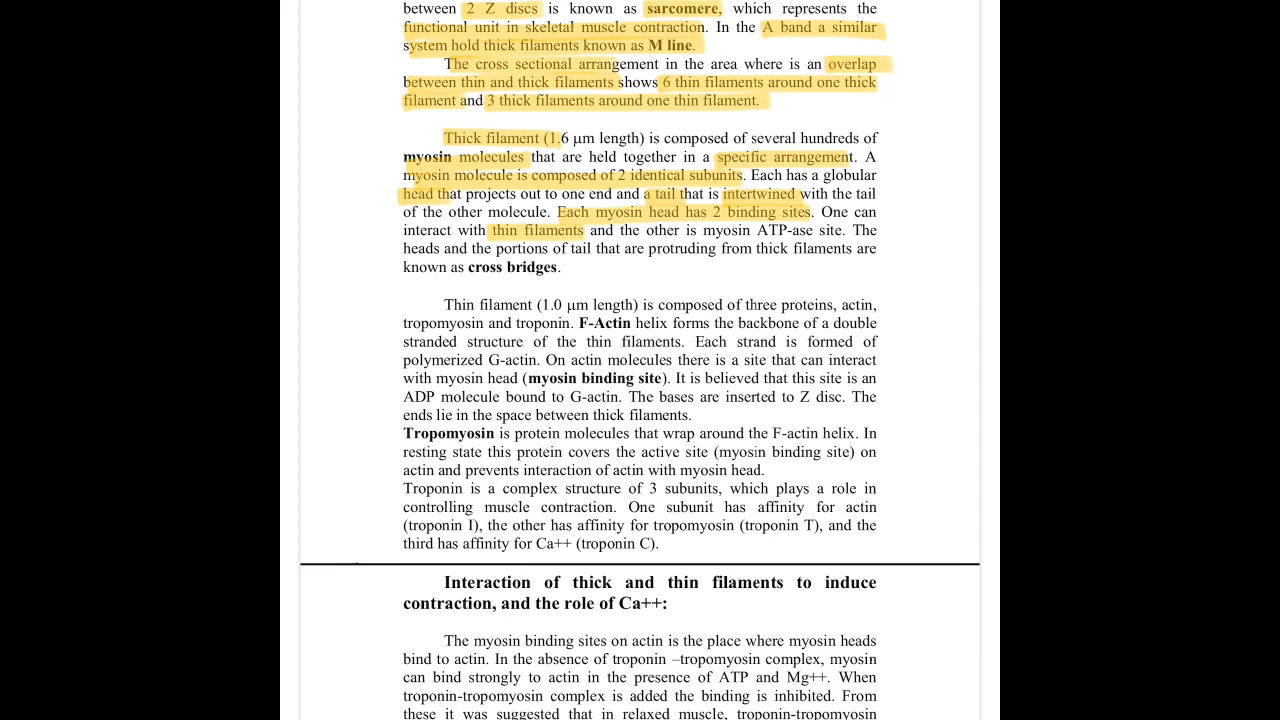 between 2 Z discs is known as sarcomere, which represents the
functional unit in skeletal muscle contraction. In the A band a similar
system hold thick filaments known as M line.
The cross sectional arrangement in the area where is an overlap
between thin and thick filaments shows 6 thin filaments around one thick
filament and 3 thick filaments around one thin filament.
Thick filament (1.6 μm length) is composed of several hundreds of
myosin molecules that are held together in a specific arrangement. A
myosin molecule is composed of 2 identical subunits. Each has a globular
head that projects out to one end and a tail that is intertwined with the tail
of the other molecule. Each myosin head has 2 binding sites. One can
interact with thin filaments and the other is myosin ATP-ase site. The
heads and the portions of tail that are protruding from thick filaments are
known as cross bridges.
Thin filament (1.0 μm length) is composed of three proteins, actin,
tropomyosin and troponin. F-Actin helix forms the backbone of a double
stranded structure of the thin filaments. Each strand is formed of
polymerized G-actin. On actin molecules there is a site that can interact
with myosin head (myosin binding site). It is believed that this site is an
ADP molecule bound to G-actin. The bases are inserted to Z disc. The
ends lie in the space between thick filaments.
Tropomyosin is protein molecules that wrap around the F-actin helix. In
resting state this protein covers the active site (myosin binding site) on
actin and prevents interaction of actin with myosin head.
Troponin is a complex structure of 3 subunits, which plays a role in
controlling muscle contraction. One subunit has affinity for actin
(troponin I), the other has affinity for tropomyosin (troponin T), and the
third has affinity for Ca++ (troponin C).
Interaction of thick and thin filaments to induce
contraction, and the role of Ca++:
The myosin binding sites on actin is the place where myosin heads
bind to actin. In the absence of troponin –tropomyosin complex, myosin
can bind strongly to actin in the presence of ATP and Mg++. When
troponin-tropomyosin complex is added the binding is inhibited. From
these it was suggested that in relaxed muscle, troponin-tropomyosin